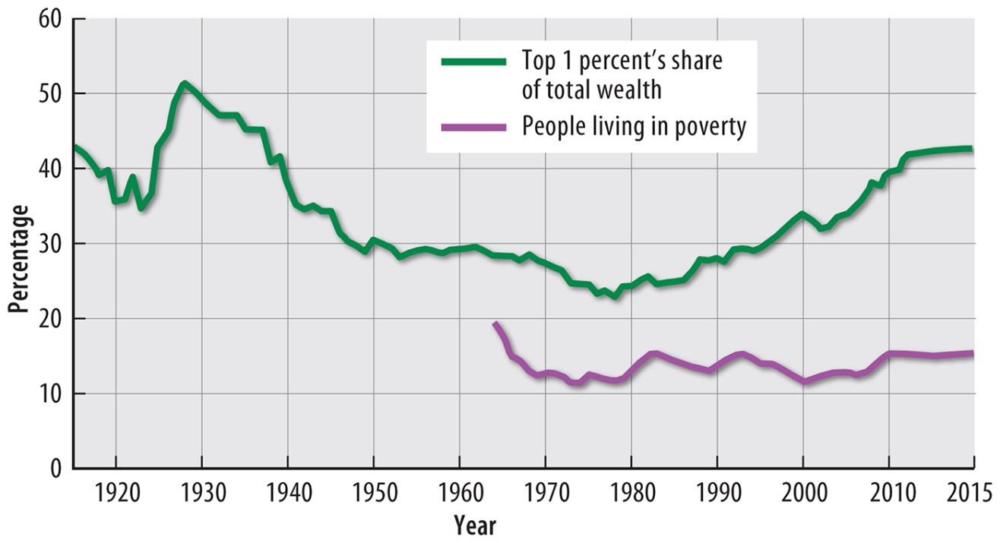 60
50
40
30
20
10
0
Percentage
Top 1 percent’s share
of total wealth
People living in poverty
1920 1930 1940 1950 1960 1970 1980 1990 2000 2010 2015
Year